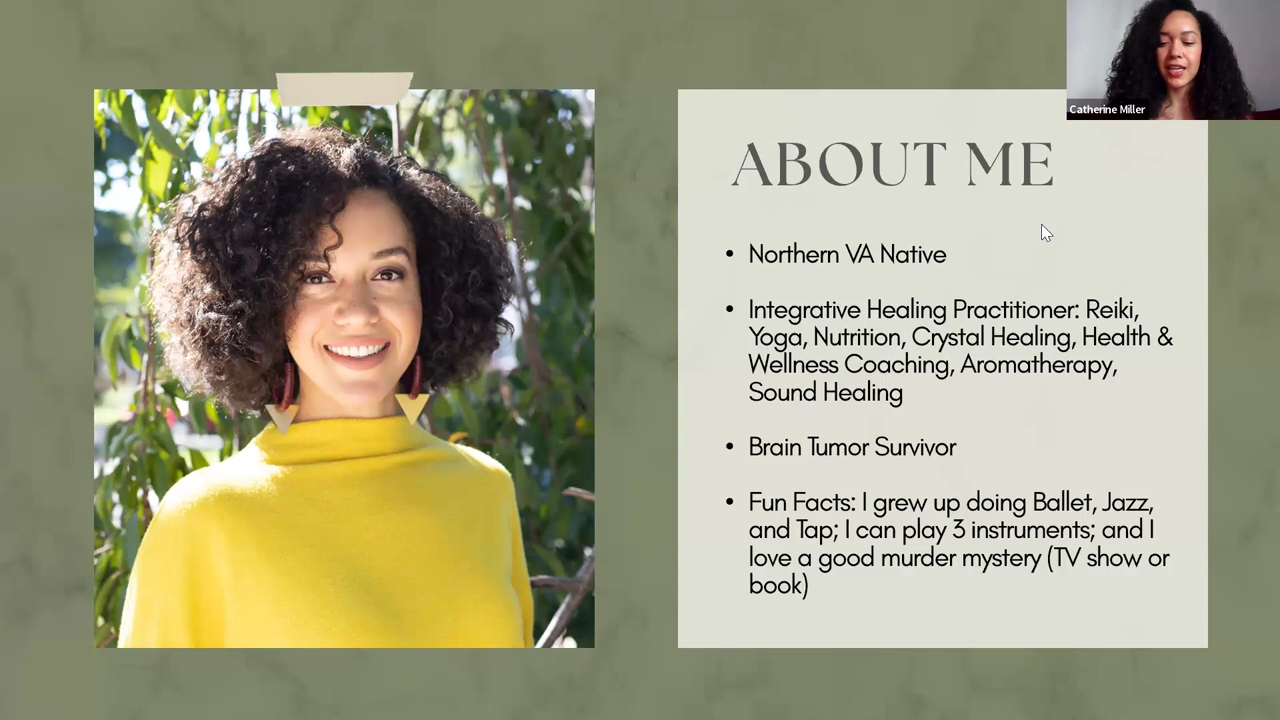 Catherine Miller
ABOUT ME
• Northern VA Native
• Integrative Healing Practitioner: Reiki,
Yoga, Nutrition, Crystal Healing, Health &
Wellness Coaching, Aromatherapy,
Sound Healing
• Brain Tumor Survivor
• Fun Facts: I grew up doing Ballet, Jazz,
and Tap; I can play 3 instruments; and I
love a good murder mystery (TV show or
book)